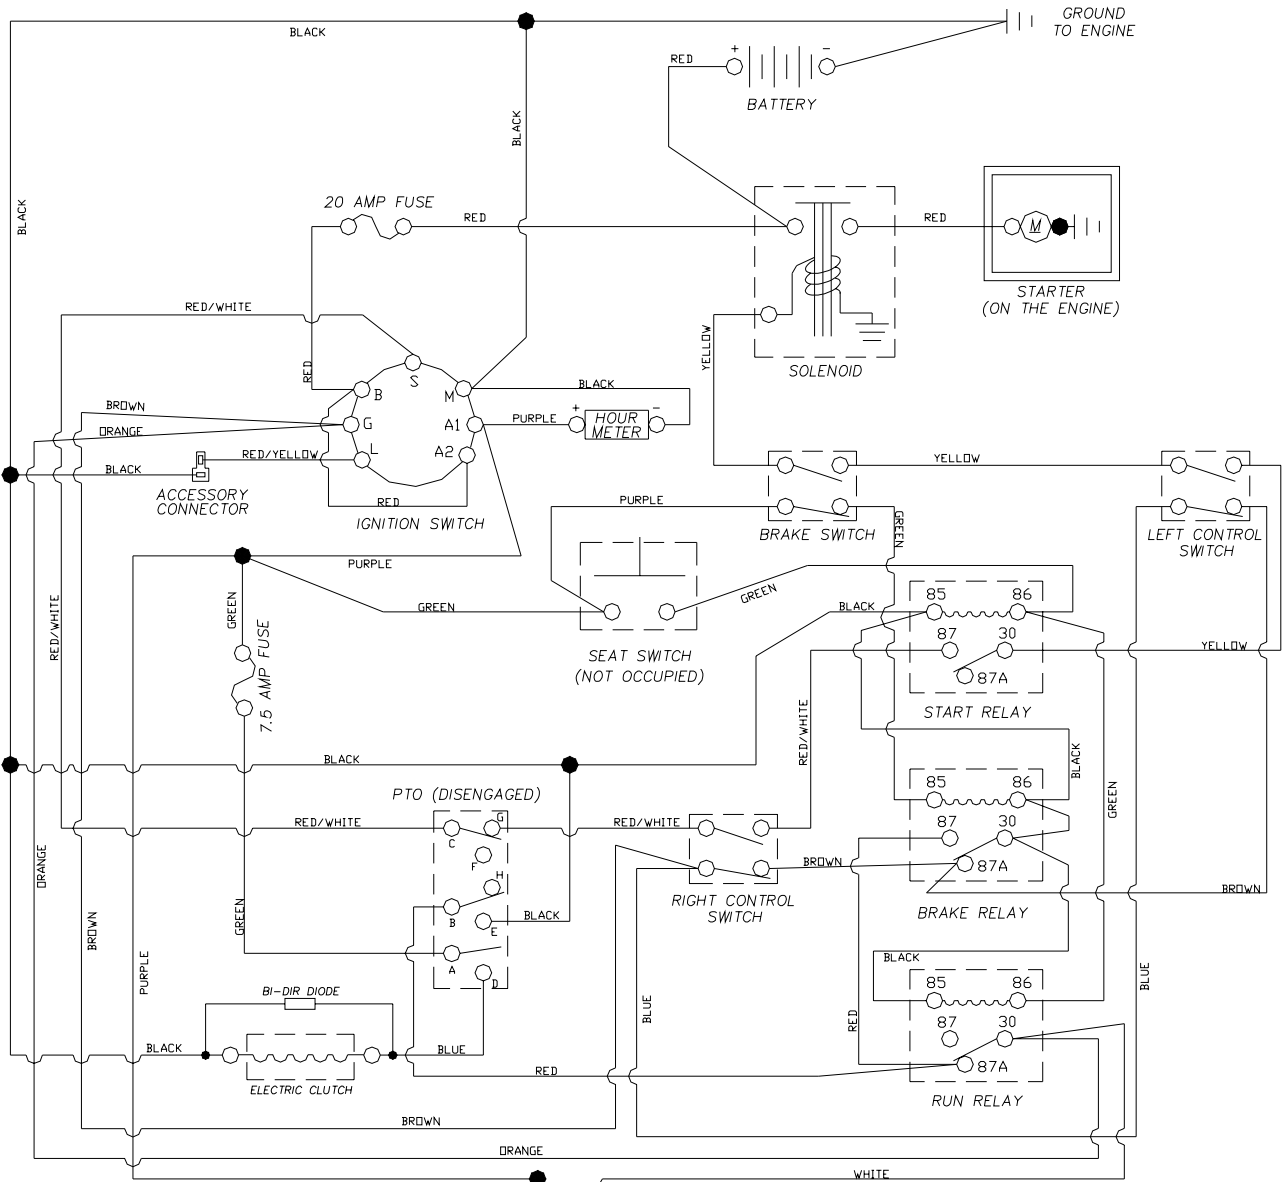 GROUND
TO ENGINE
BLACK
+
-
RED
BATTERY
BLACK
20 AMP FUSE
RED
RED
M
BLACK
STARTER
(ON THE ENGINE)
RED/WHITE
YELLOW
SOLENOID
RED
S
B
M
BLACK
BROWN
ORANGE
G
A1
PURPLE
+
HOUR
METER
-
L
A2
BLACK
RED/YELLOW
YELLOW
ACCESSORY
CONNECTOR
RED
IGNITION SWITCH
PURPLE
BRAKE SWITCH
GREEN
LEFT CONTROL
SWITCH
PURPLE
GREEN
GREEN
GREEN
BLACK
85
86
RED/WHITE
7.5 AMP FUSE
SEAT SWITCH
(NOT OCCUPIED)
87
30
YELLOW
87A
START RELAY
RED/WHITE
BLACK
BLACK
PTO (DISENGAGED)
85
86
GREEN
RED/WHITE
G
C
RED/WHITE
87
30
F
ORANGE
H
BROWN
87A
BROWN
RIGHT CONTROL
SWITCH
BRAKE RELAY
BROWN
GREEN
B
E
BLACK
PURPLE
A
D
BLACK
BLUE
85
86
BI-DIR DIODE
BLUE
RED
87
30
BLACK
BLUE
ELECTRIC CLUTCH
RED
87A
RUN RELAY
BROWN
ORANGE
WHITE